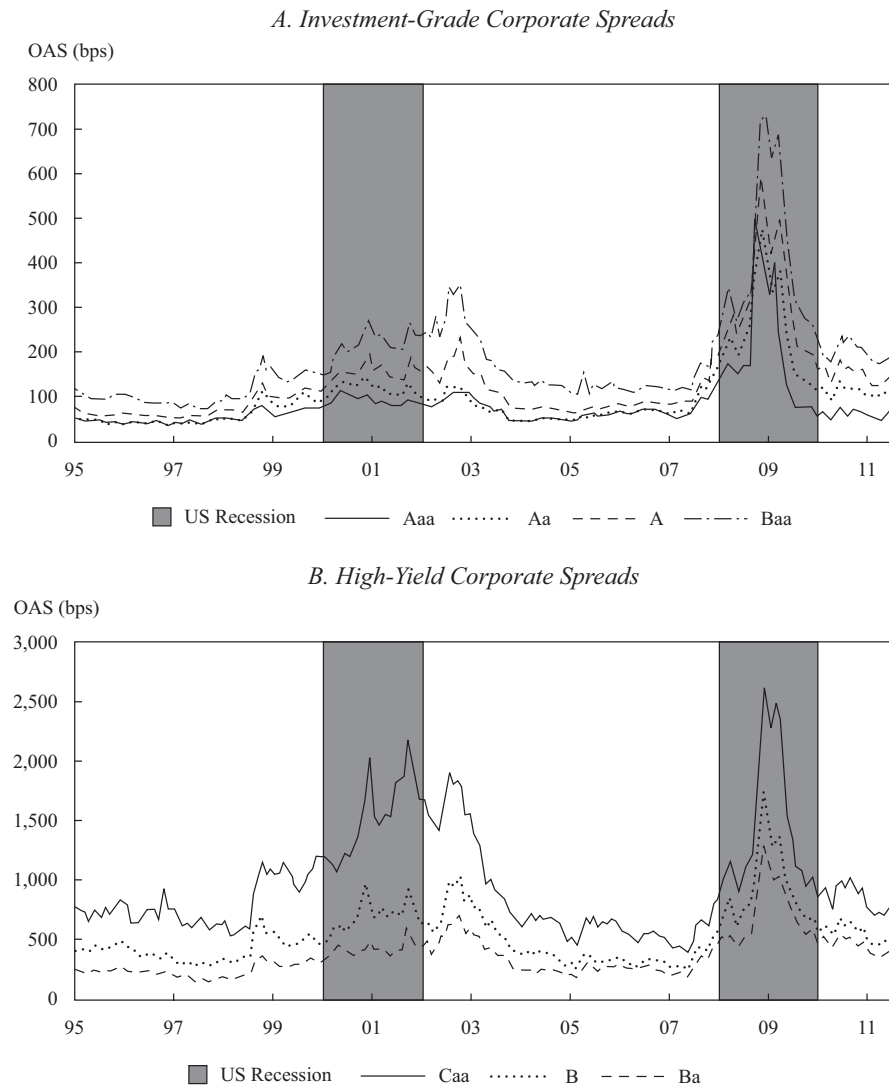 A. Investment-Grade Corporate Spreads
OAS (bps)
800
700
600
500
400
300
200
100
0
95 97 99 01 03 05 07 09 11
US Recession Aaa Aa A Baa
B. High-Yield Corporate Spreads
OAS (bps)
3,000
2,500
2,000
1,500
1,000
500
0
95 97 99 01 03 05 07 09 11
US Recession Caa B Ba